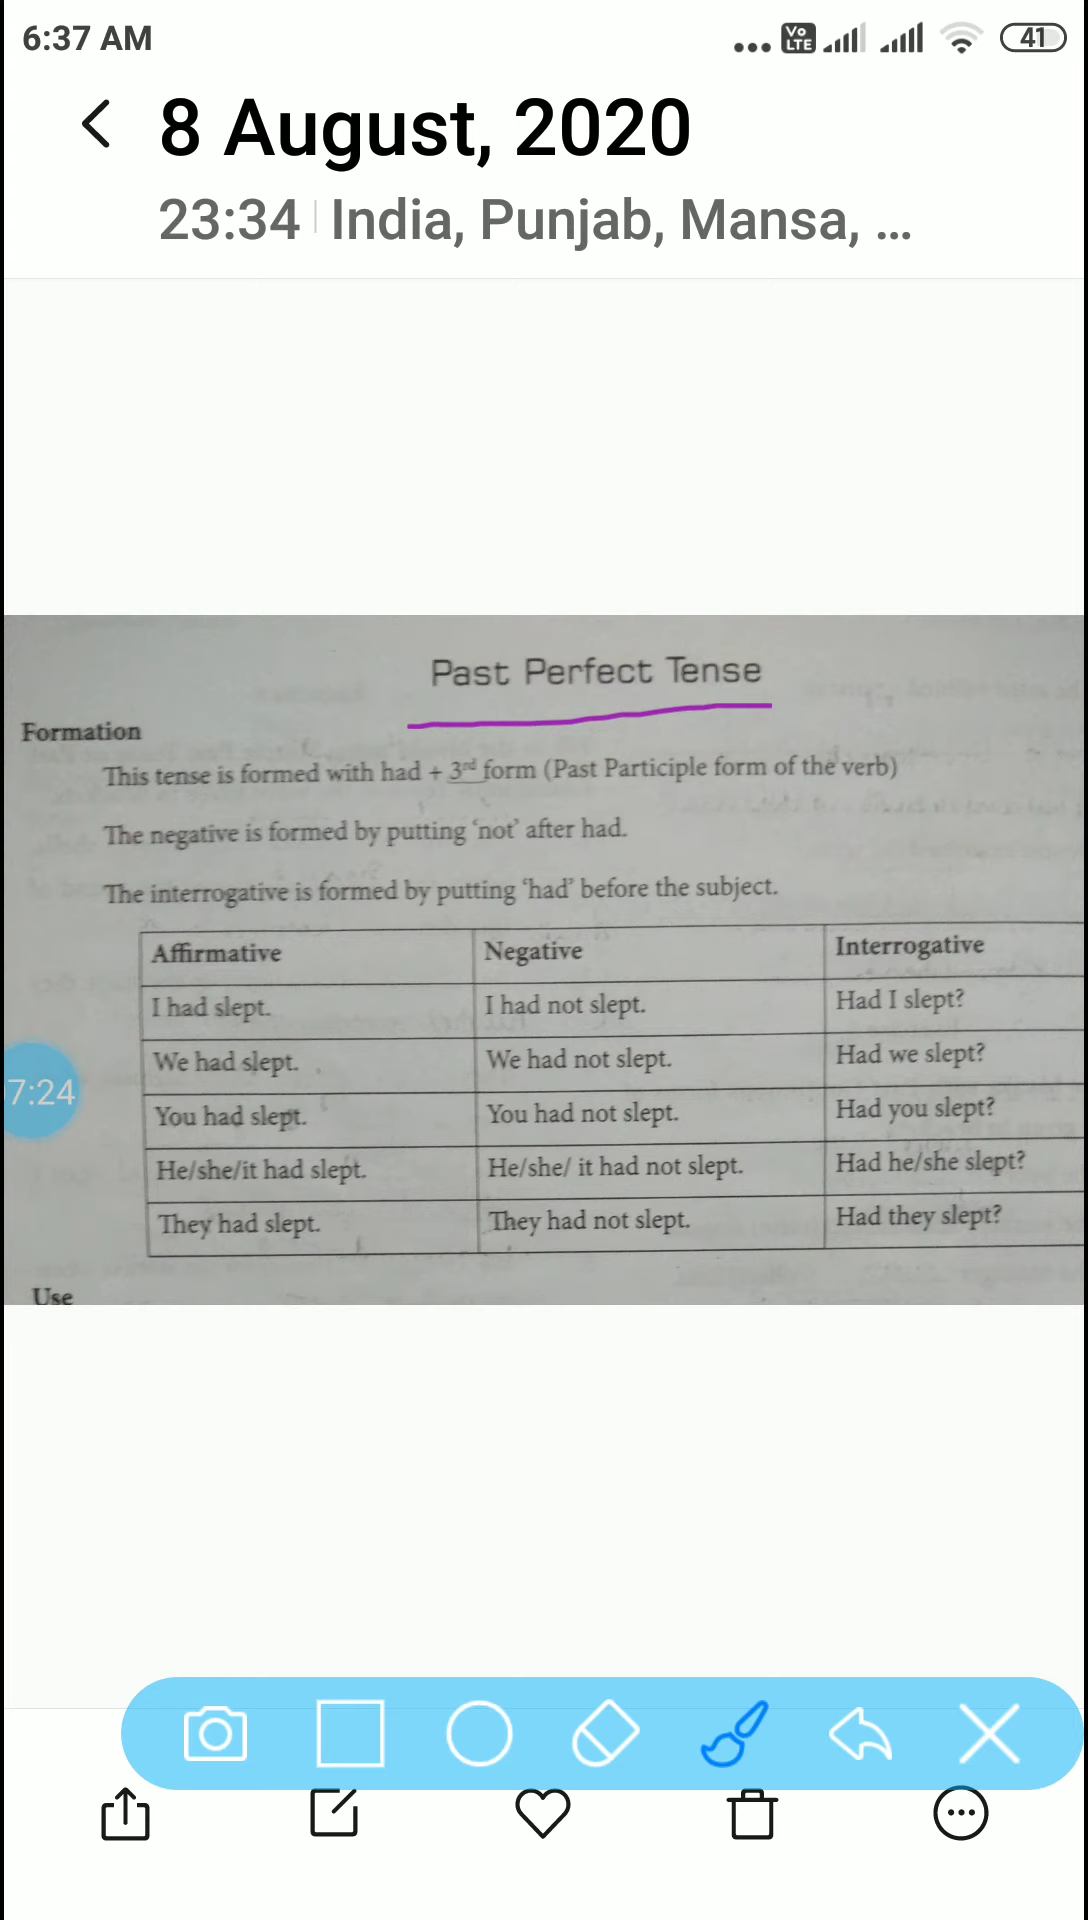 6:37 AM
Vo LTE
41
8 August, 2020
23:34 India, Punjab, Mansa, ...
Past Perfect Tense
Formation
This tense is formed with had + 3rd form (Past Participle form of the verb)
The negative is formed by putting 'not' after had.
The interrogative is formed by putting 'had' before the subject.
Affirmative Negative Interrogative
I had slept. I had not slept. Had I slept?
We had slept. We had not slept. Had we slept?
7:24
You had slept. You had not slept. Had you slept?
He/she/it had slept. He/she/ it had not slept. Had he/she slept?
They had slept. They had not slept. Had they slept?
Use